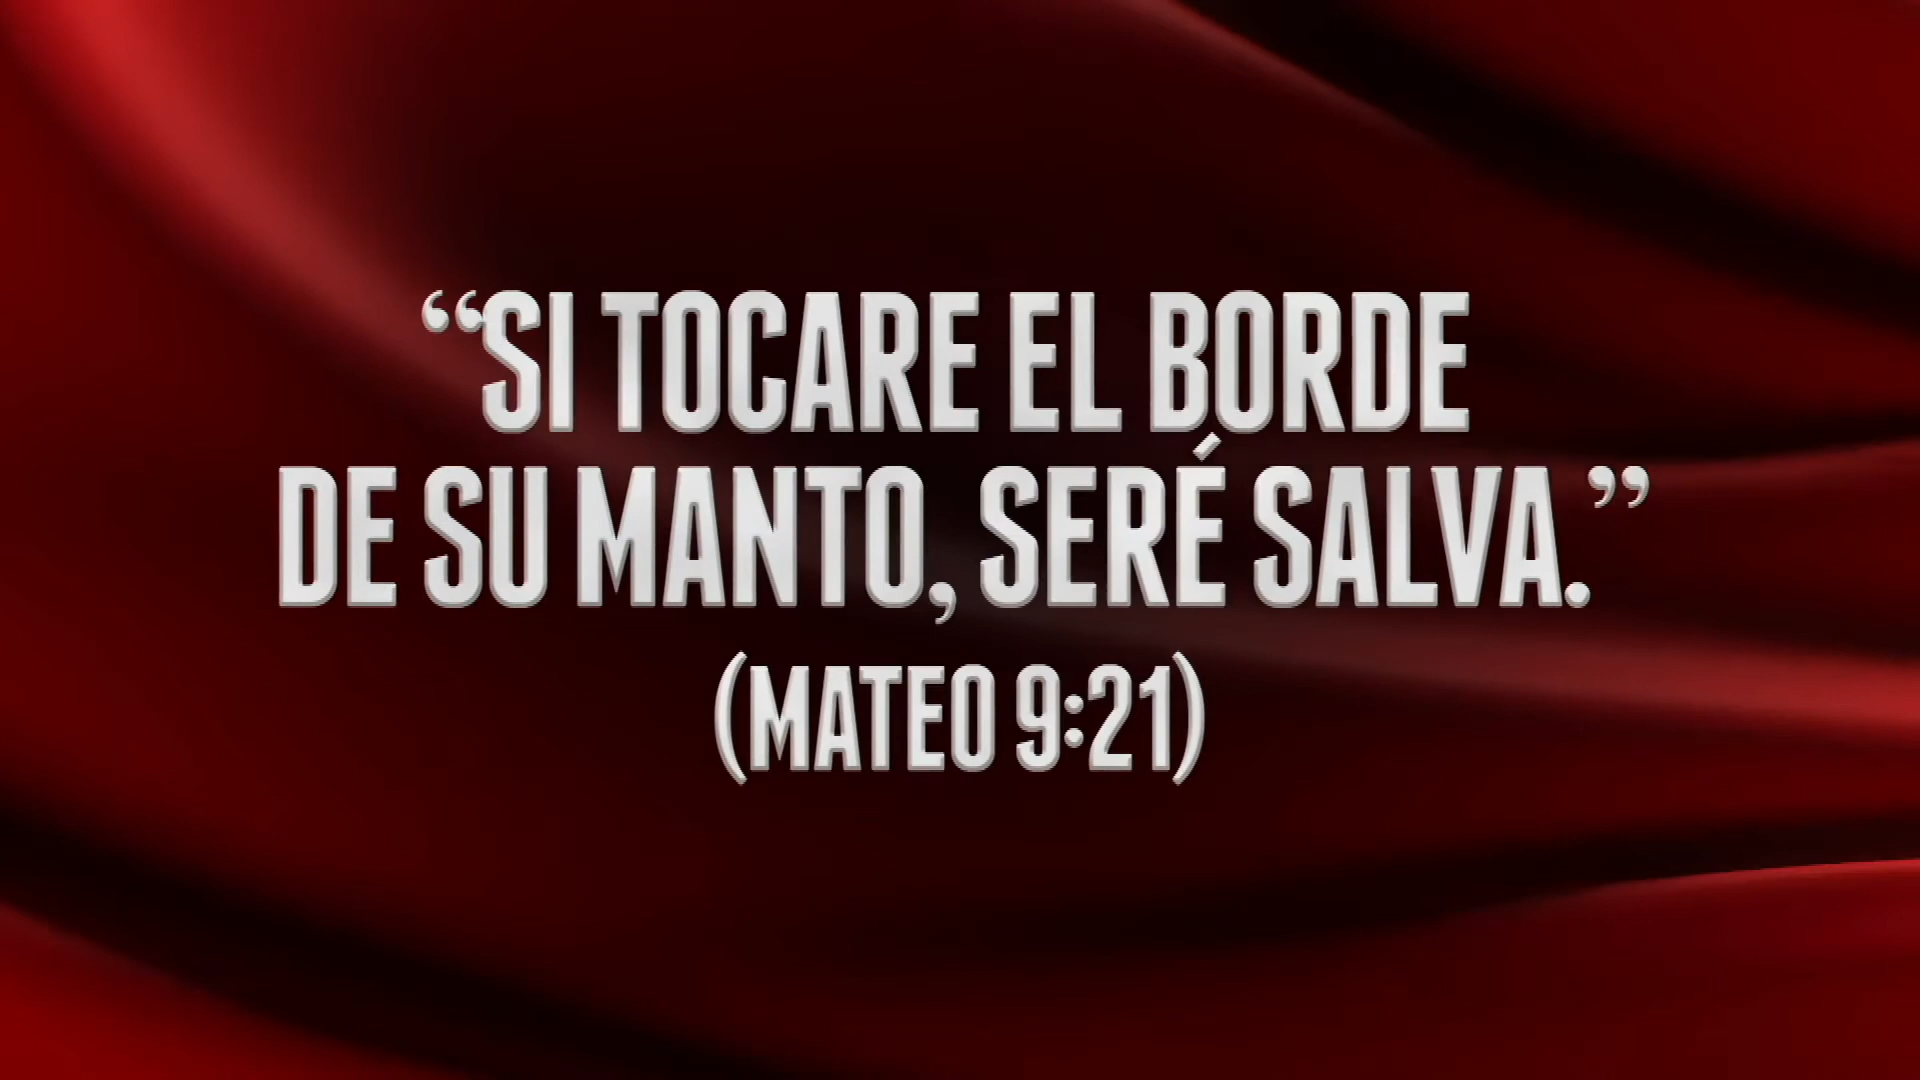 “SI TOCARE EL BORDE
DE SU MANTO, SERÉ SALVA.”
(MATEO 9:21)